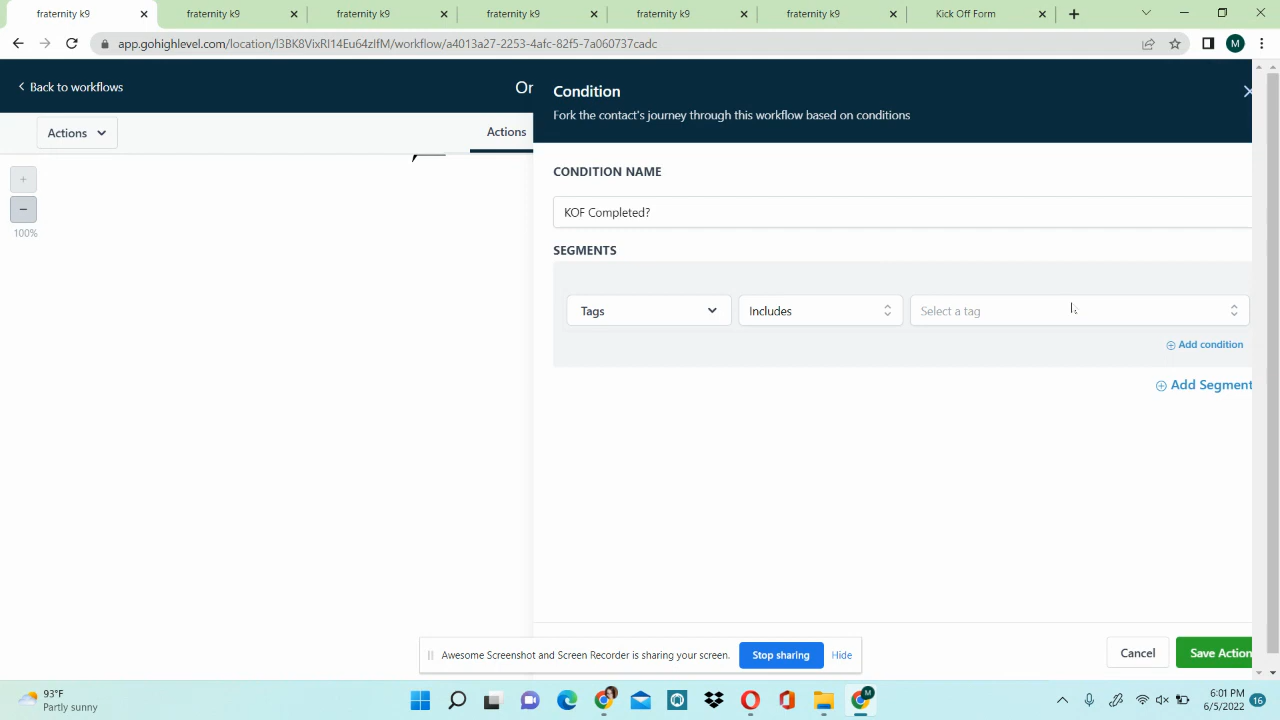 fraternity k9
fraternity k9
fraternity k9
fraternity k9
fraternity k9
fraternity k9
Kick Off Form
app.gohighlevel.com/location/l3BK8VixRl14Eu64zIfM/workflow/a4013a27-2253-4afc-82f5-7a060737cadc
M
Back to workflows
Or
Condition
Fork the contact's journey through this workflow based on conditions
Actions
Actions
100%
CONDITION NAME
KOF Completed?
SEGMENTS
Tags
Includes
Select a tag
Add condition
Add Segment
Awesome Screenshot and Screen Recorder is sharing your screen.
Stop sharing
Hide
Cancel
Save Action
93°F
Partly sunny
M
6:01 PM
6/5/2022
16